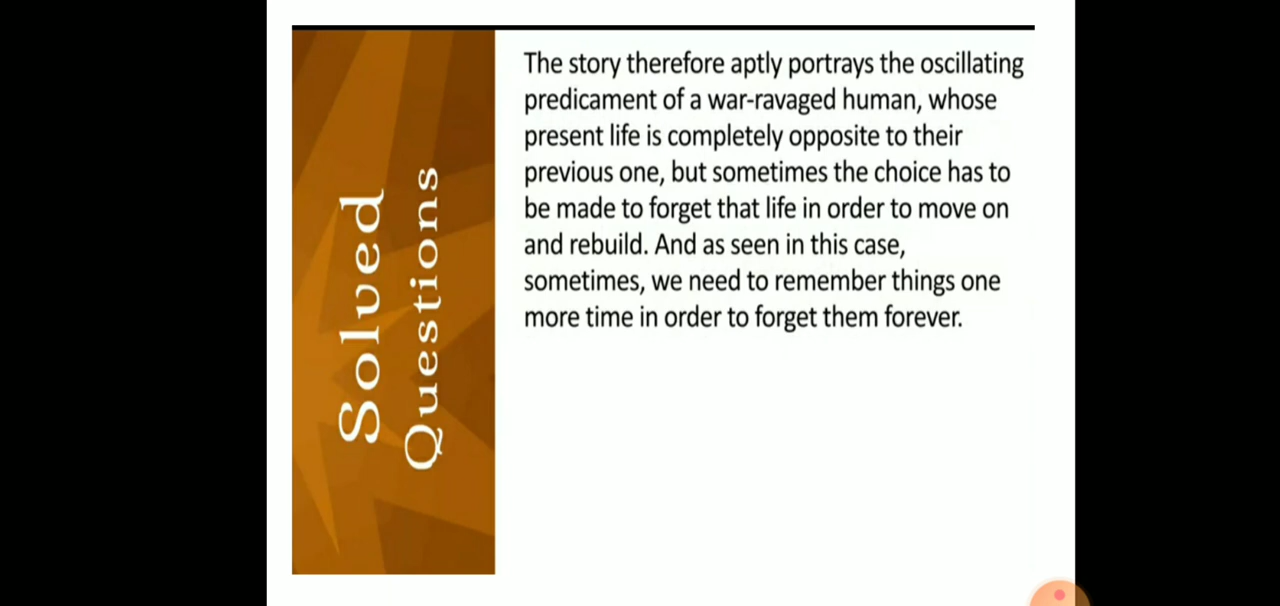 Solved
Questions
The story therefore aptly portrays the oscillating
predicament of a war-ravaged human, whose
present life is completely opposite to their
previous one, but sometimes the choice has to
be made to forget that life in order to move on
and rebuild. And as seen in this case,
sometimes, we need to remember things one
more time in order to forget them forever.